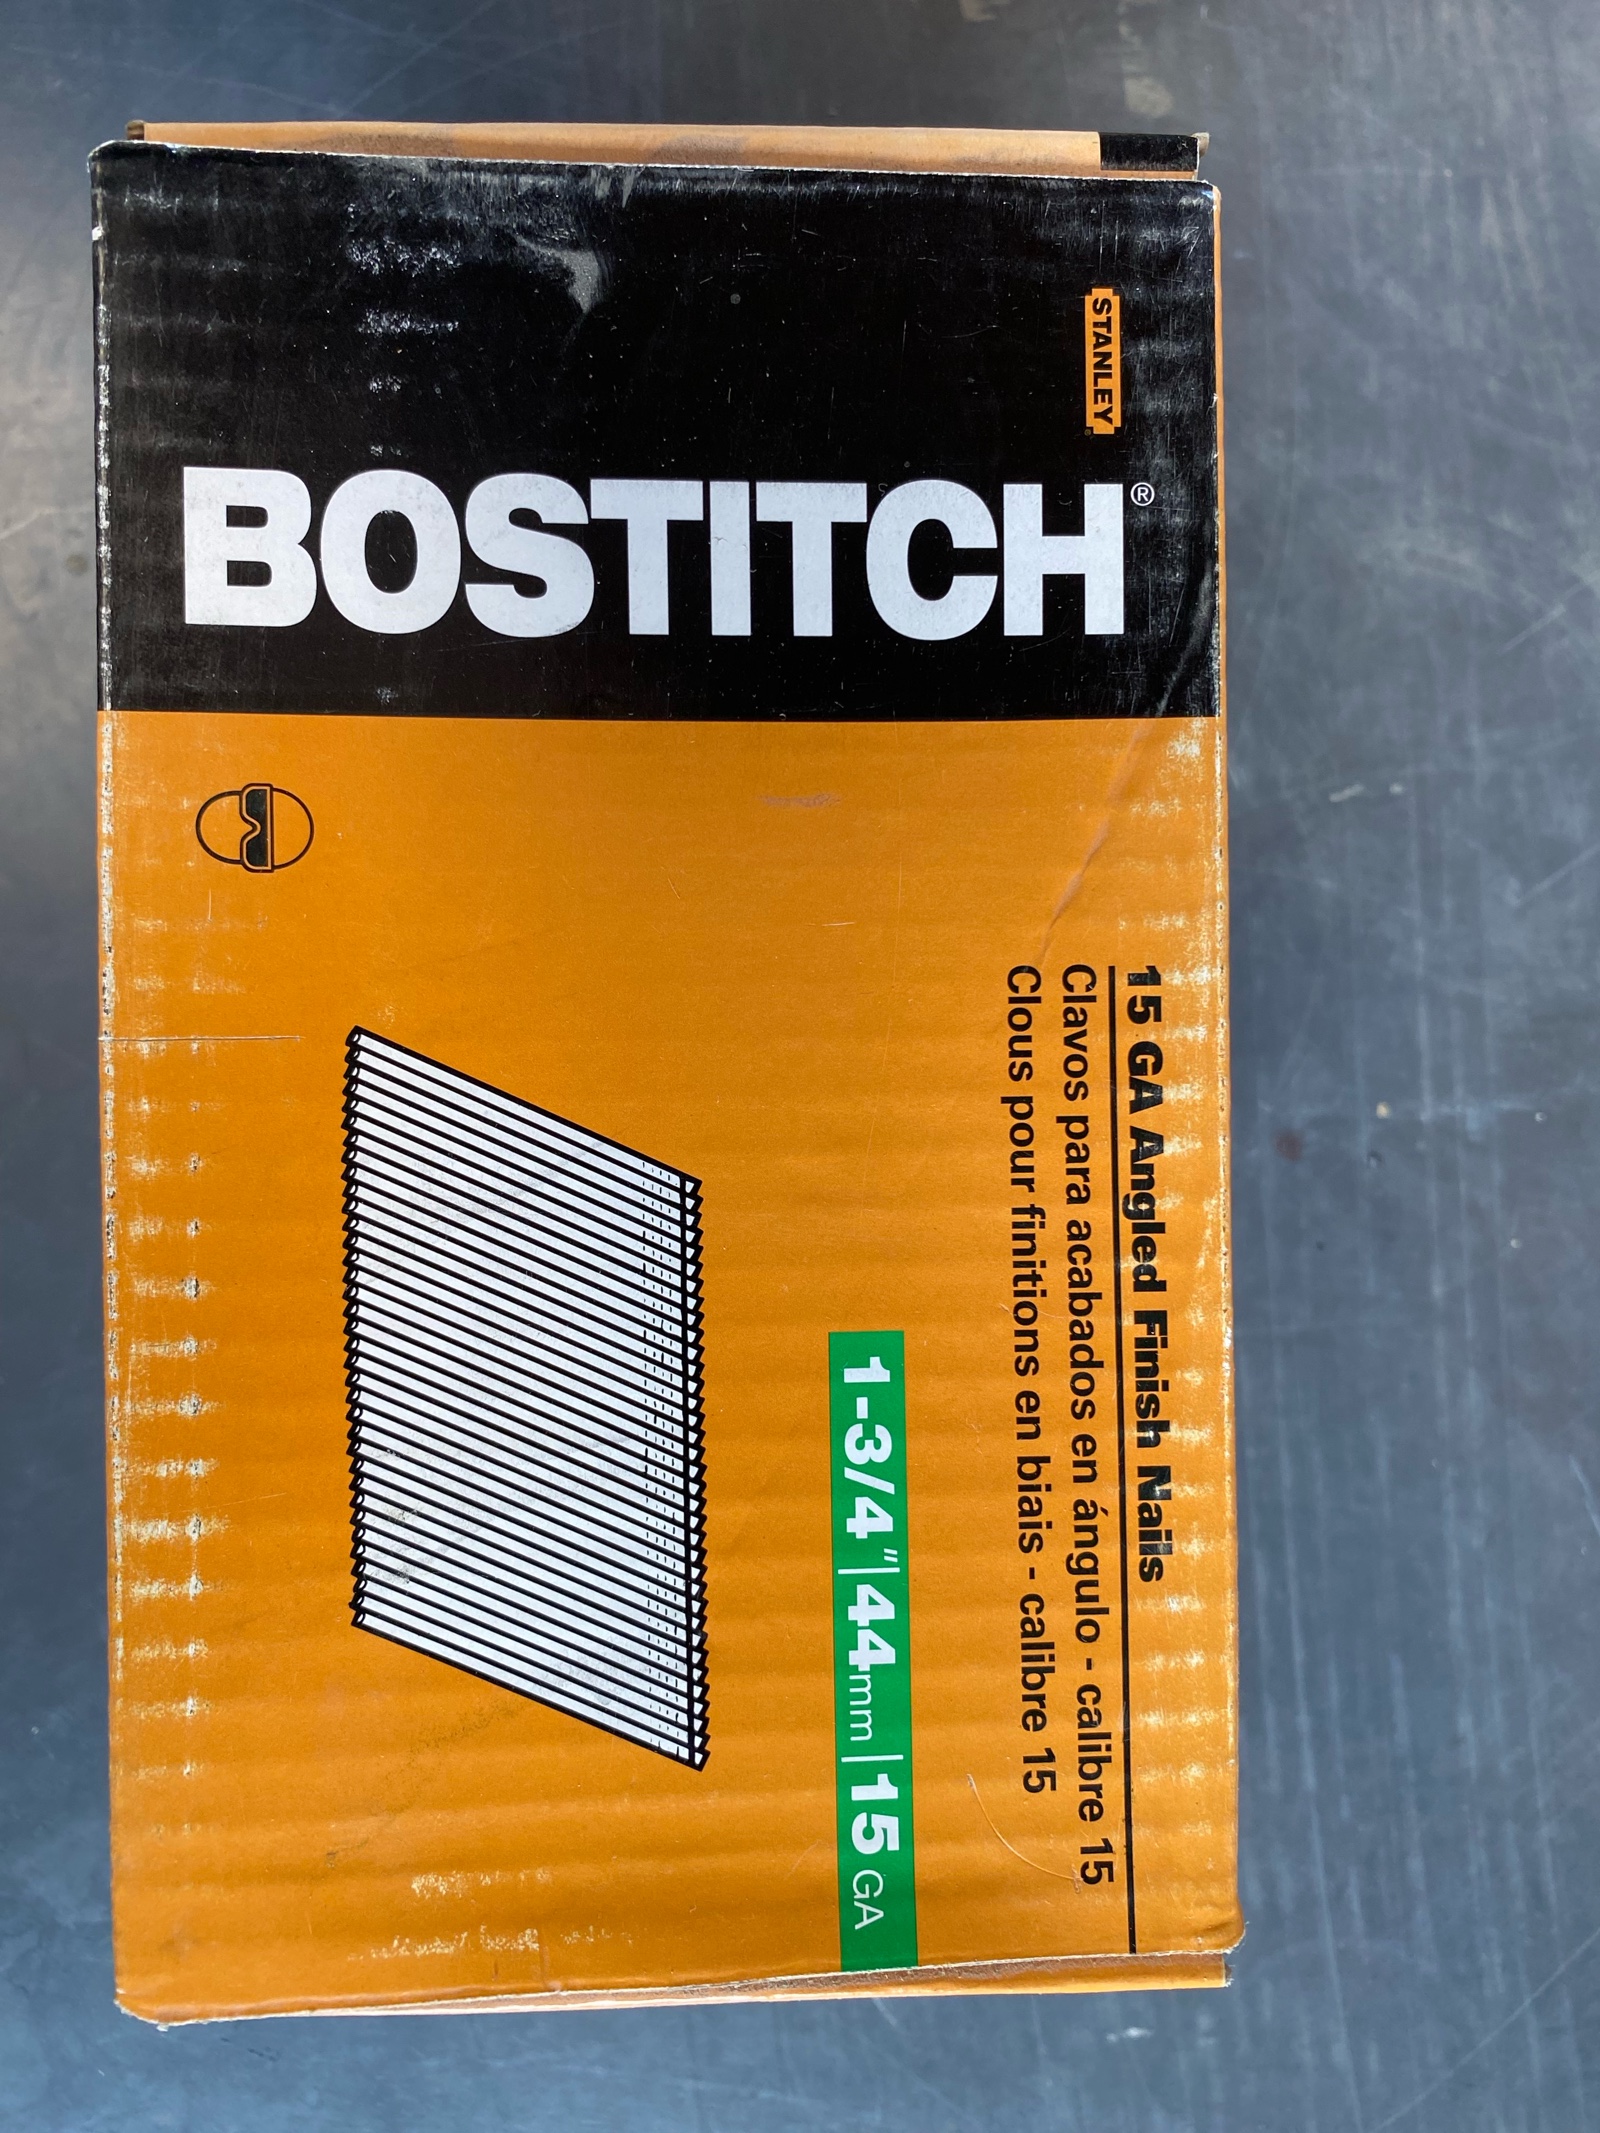 STANLEY
BOSTITCH®
15 GA Angled Finish Nails
Clavos para acabados en ángulo - calibre 15
Clous pour finitions en biais - calibre 15
1-3/4" | 44mm | 15 GA